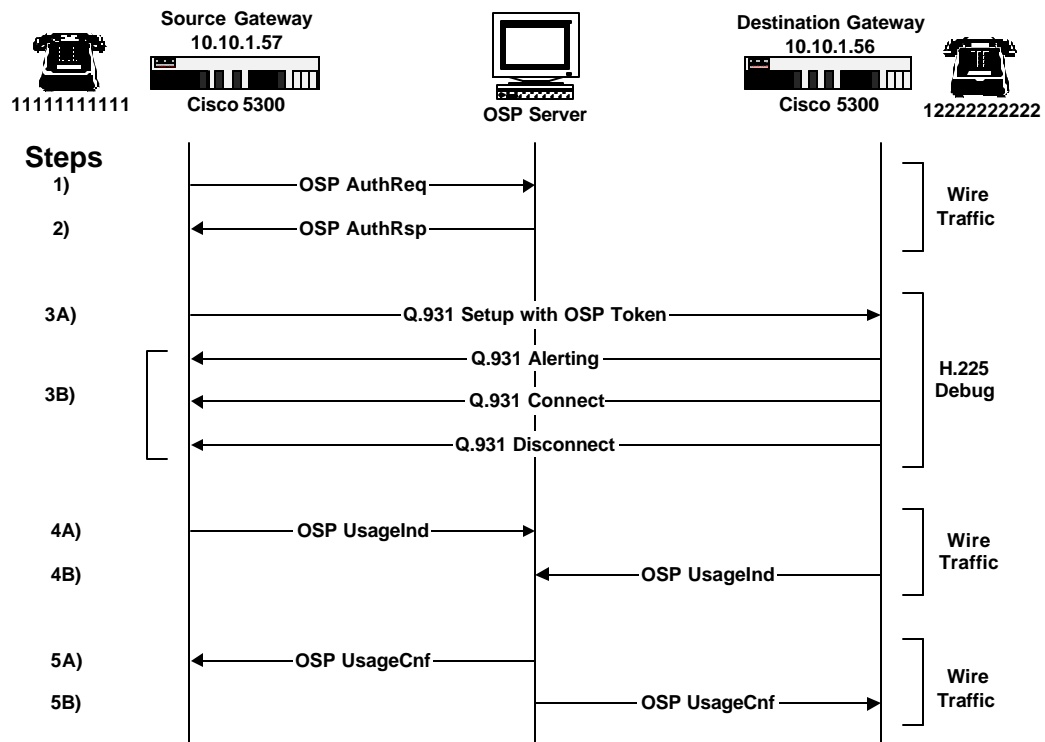 Source Gateway
10.10.1.57
Cisco 5300
11111111111
OSP Server
Destination Gateway
10.10.1.56
Cisco 5300
12222222222
Steps
1)
OSP AuthReq
2)
OSP AuthRsp
Wire
Traffic
3A)
Q.931 Setup with OSP Token
3B)
Q.931 Alerting
Q.931 Connect
Q.931 Disconnect
H.225
Debug
4A)
OSP UsageInd
4B)
OSP UsageInd
Wire
Traffic
5A)
OSP UsageCnf
5B)
OSP UsageCnf
Wire
Traffic